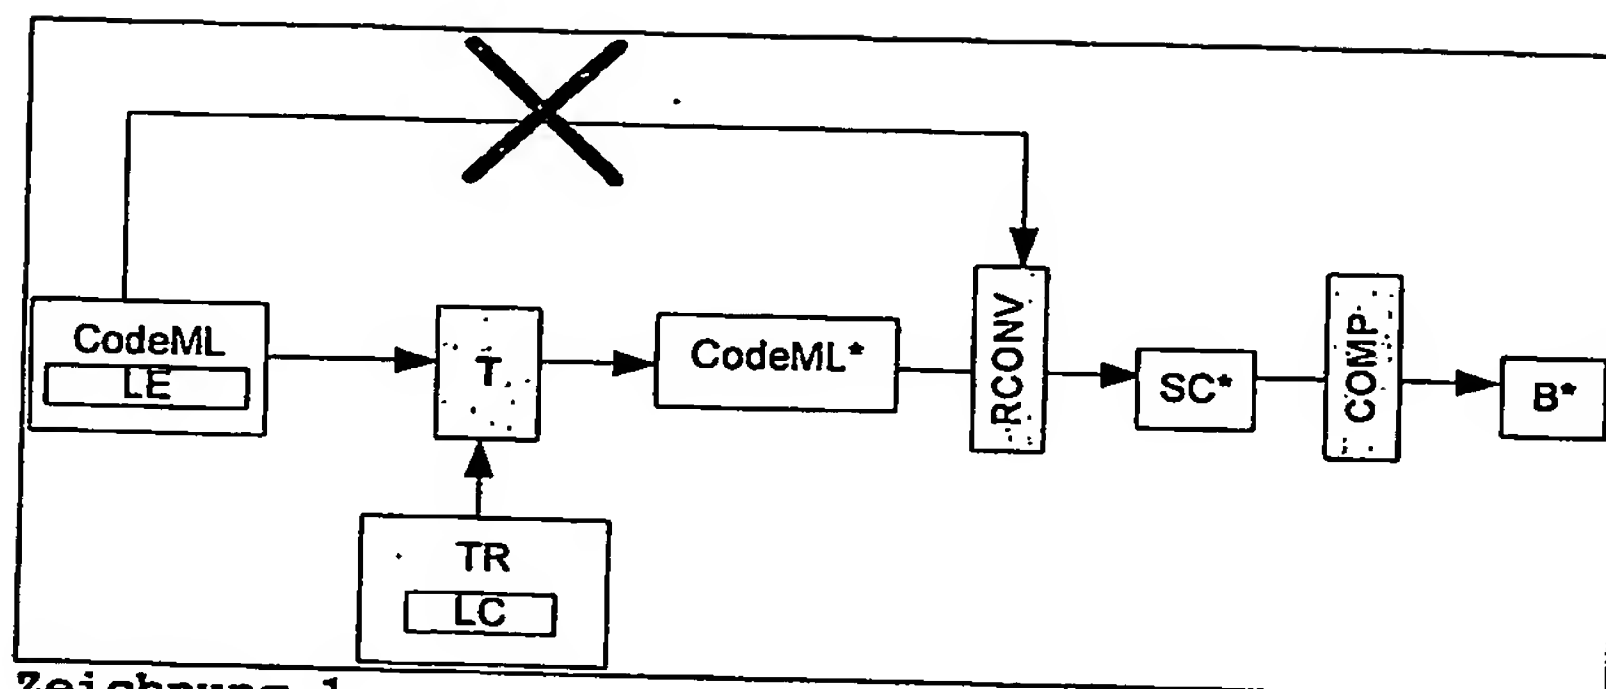 CodeML
LE
T
CodeML*
RCONV
SC*
COMP
B*
TR
LC
Zeichnung 1